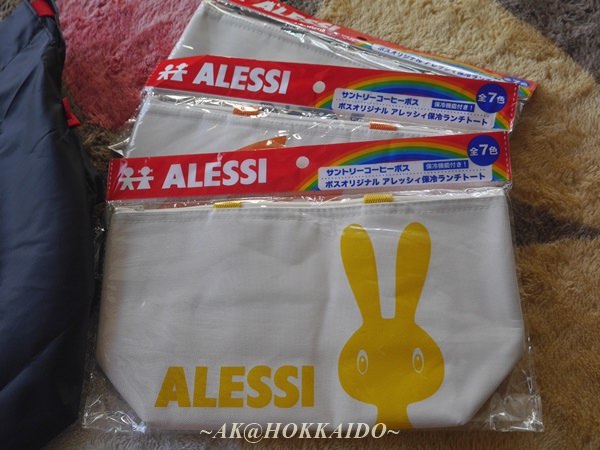 ALESSI
サントリーコーヒーボス 保冷機能付き!
ボスオリジナル アレッシィ保冷ランチトート
全7色
ALESSI
サントリーコーヒーボス 保冷機能付き!
ボスオリジナル アレッシィ保冷ランチトート
全7色
ALESSI
~AK@HOKKAIDO~